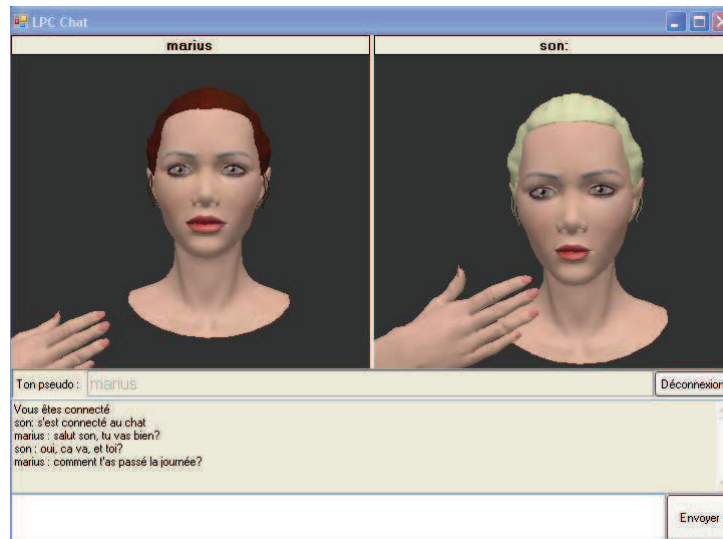 LPC Chat
marius
son:
Ton pseudo :
marius
Déconnexion
Vous êtes connecté
son: s'est connecté au chat
marius : salut son, tu vas bien?
son : oui, ca va, et toi?
marius : comment t'as passé la journée?
Envoyer